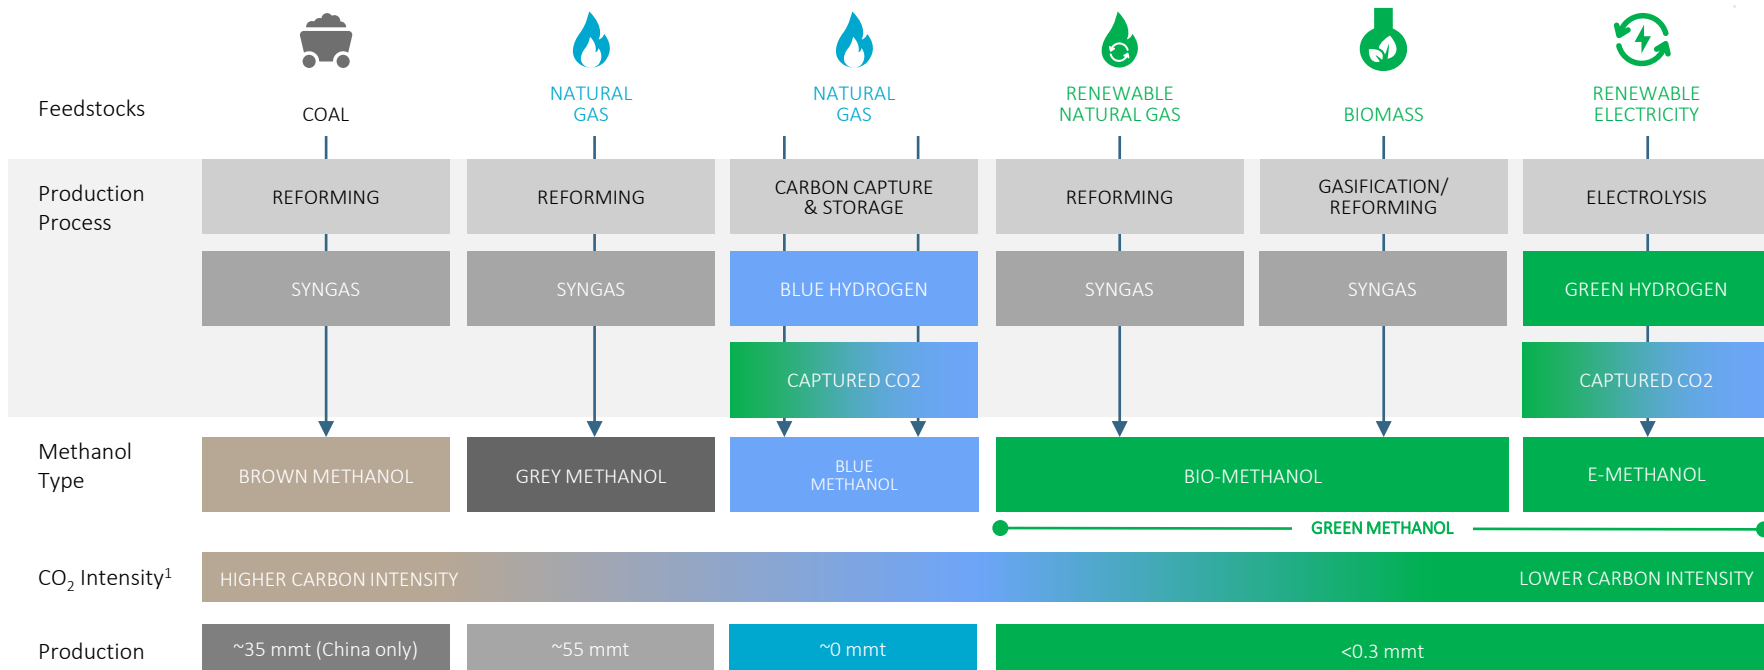 Feedstocks
COAL
NATURAL
GAS
NATURAL
GAS
RENEWABLE
NATURAL GAS
BIOMASS
RENEWABLE
ELECTRICITY
Production
Process
REFORMING
REFORMING
CARBON CAPTURE
& STORAGE
REFORMING
GASIFICATION/
REFORMING
ELECTROLYSIS
SYNGAS
SYNGAS
BLUE HYDROGEN
SYNGAS
SYNGAS
GREEN HYDROGEN
CAPTURED CO2
CAPTURED CO2
Methanol
Type
BROWN METHANOL
GREY METHANOL
BLUE
METHANOL
BIO-METHANOL
E-METHANOL
GREEN METHANOL
CO₂ Intensity¹
HIGHER CARBON INTENSITY
LOWER CARBON INTENSITY
Production
~35 mmt (China only)
~55 mmt
~0 mmt
<0.3 mmt